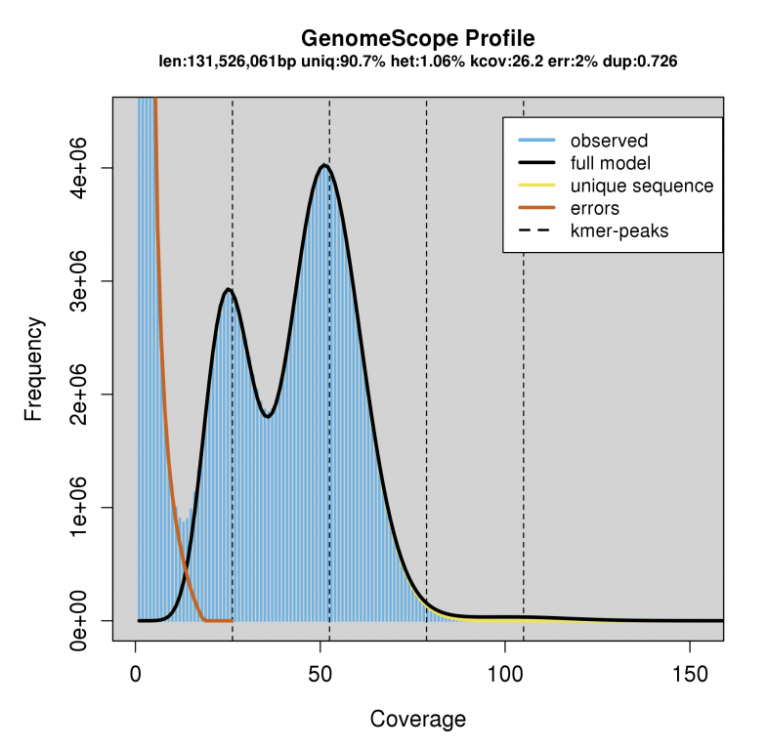 GenomeScope Profile
len:131,526,061bp uniq:90.7% het:1.06% kcov:26.2 err:2% dup:0.726
observed
full model
unique sequence
errors
kmer-peaks
Frequency
4e+06
3e+06
2e+06
1e+06
0e+00
0 50 100 150
Coverage